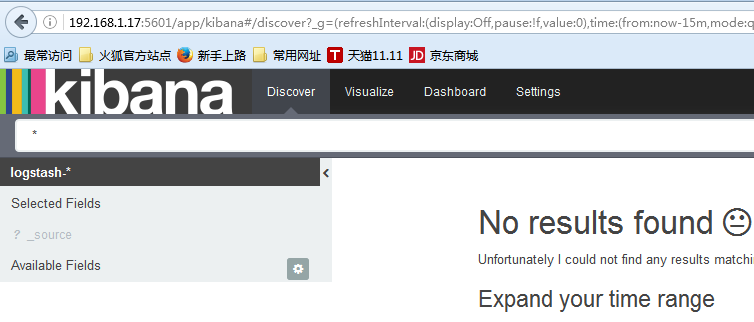 192.168.1.17:5601/app/kibana#/discover?_g=(refreshInterval:(display:Off,pause:!f,value:0),time:(from:now-15m,mode:q
最常访问 火狐官方站点 新手上路 常用网址 T 天猫11.11 JD 京东商城
kibana Discover Visualize Dashboard Settings
*
logstash-*
Selected Fields
? _source
Available Fields
No results found
Unfortunately I could not find any results matchi
Expand your time range